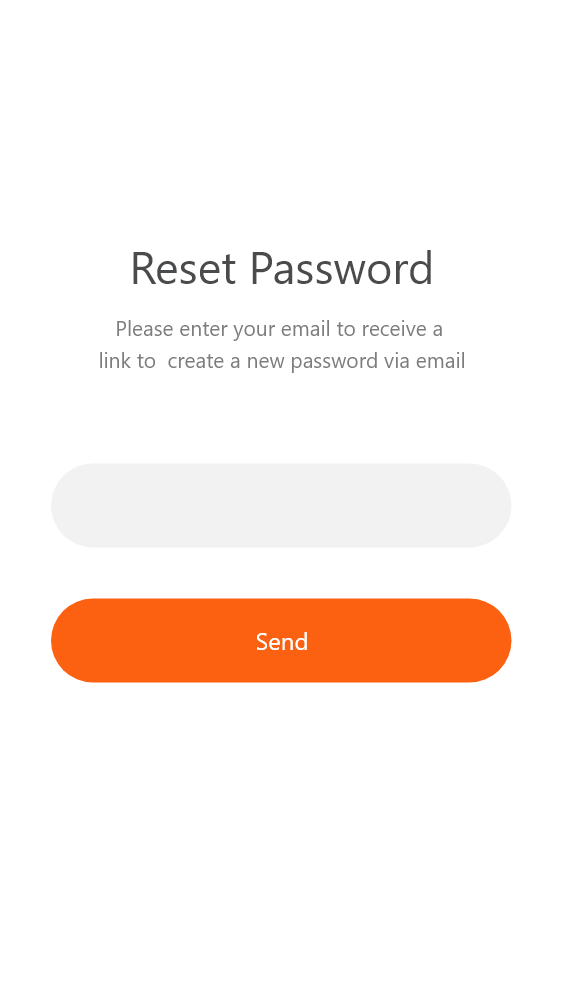 Reset Password
Please enter your email to receive a
link to  create a new password via email
Send